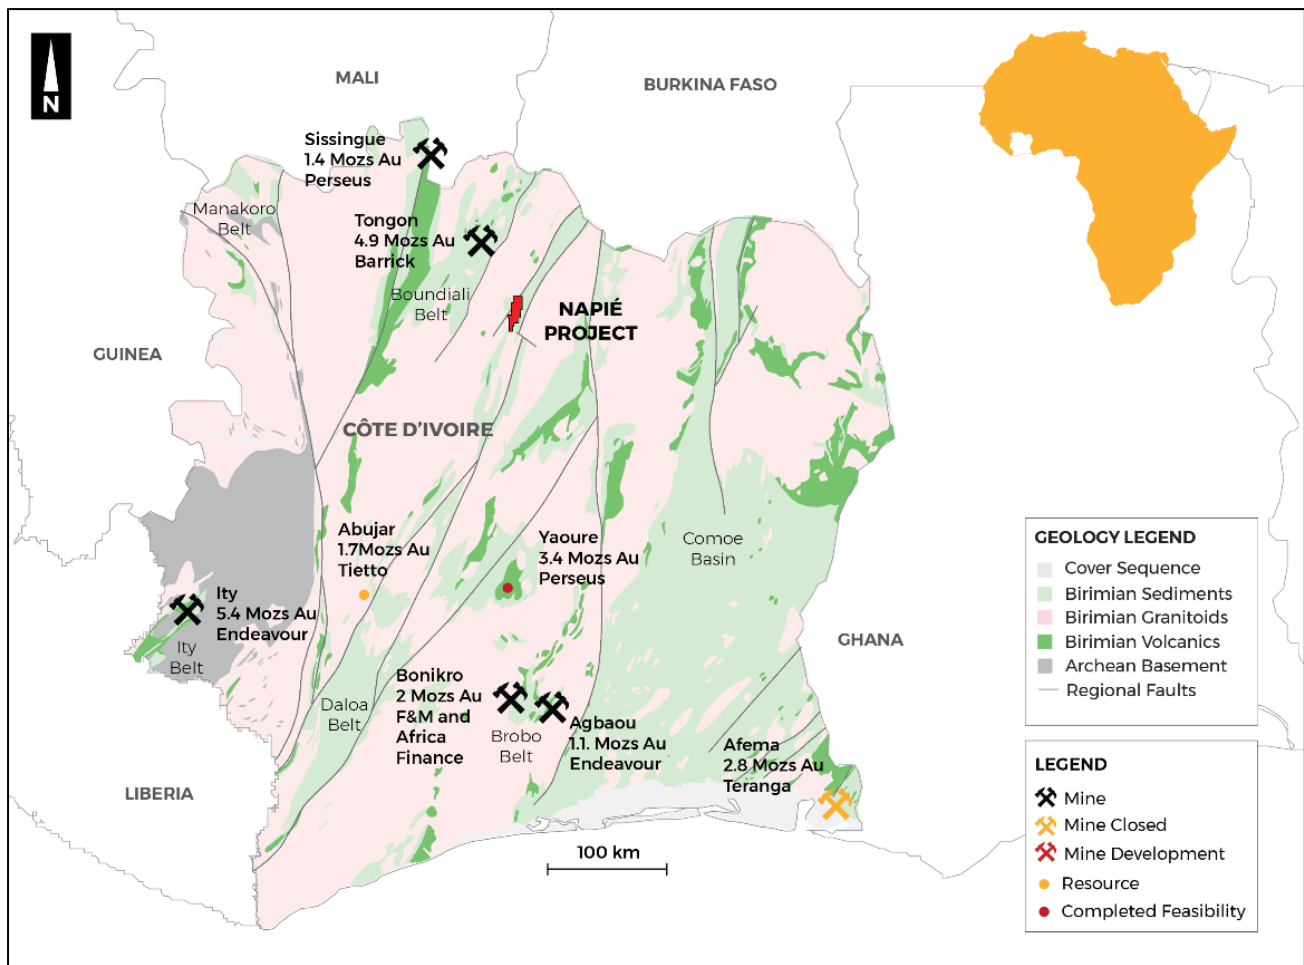 N
MALI
BURKINA FASO
Sissingue
1.4 Mozs Au
Perseus
Manakoro
Belt
Tongon
4.9 Mozs Au
Barrick
Boundiali
Belt
NAPIÉ
PROJECT
GUINEA
CÔTE D'IVOIRE
Abujar
1.7Mozs Au
Tietto
Yaoure
3.4 Mozs Au
Perseus
Comoe
Basin
Ity
5.4 Mozs Au
Endeavour
Ity
Belt
GHANA
Daloa
Belt
Bonikro
2 Mozs Au
F&M and
Africa
Finance
Brobo
Belt
Agbaou
1.1. Mozs Au
Endeavour
Afema
2.8 Mozs Au
Teranga
LIBERIA
100 km
GEOLOGY LEGEND
Cover Sequence
Birimian Sediments
Birimian Granitoids
Birimian Volcanics
Archean Basement
Regional Faults
LEGEND
Mine
Mine Closed
Mine Development
Resource
Completed Feasibility